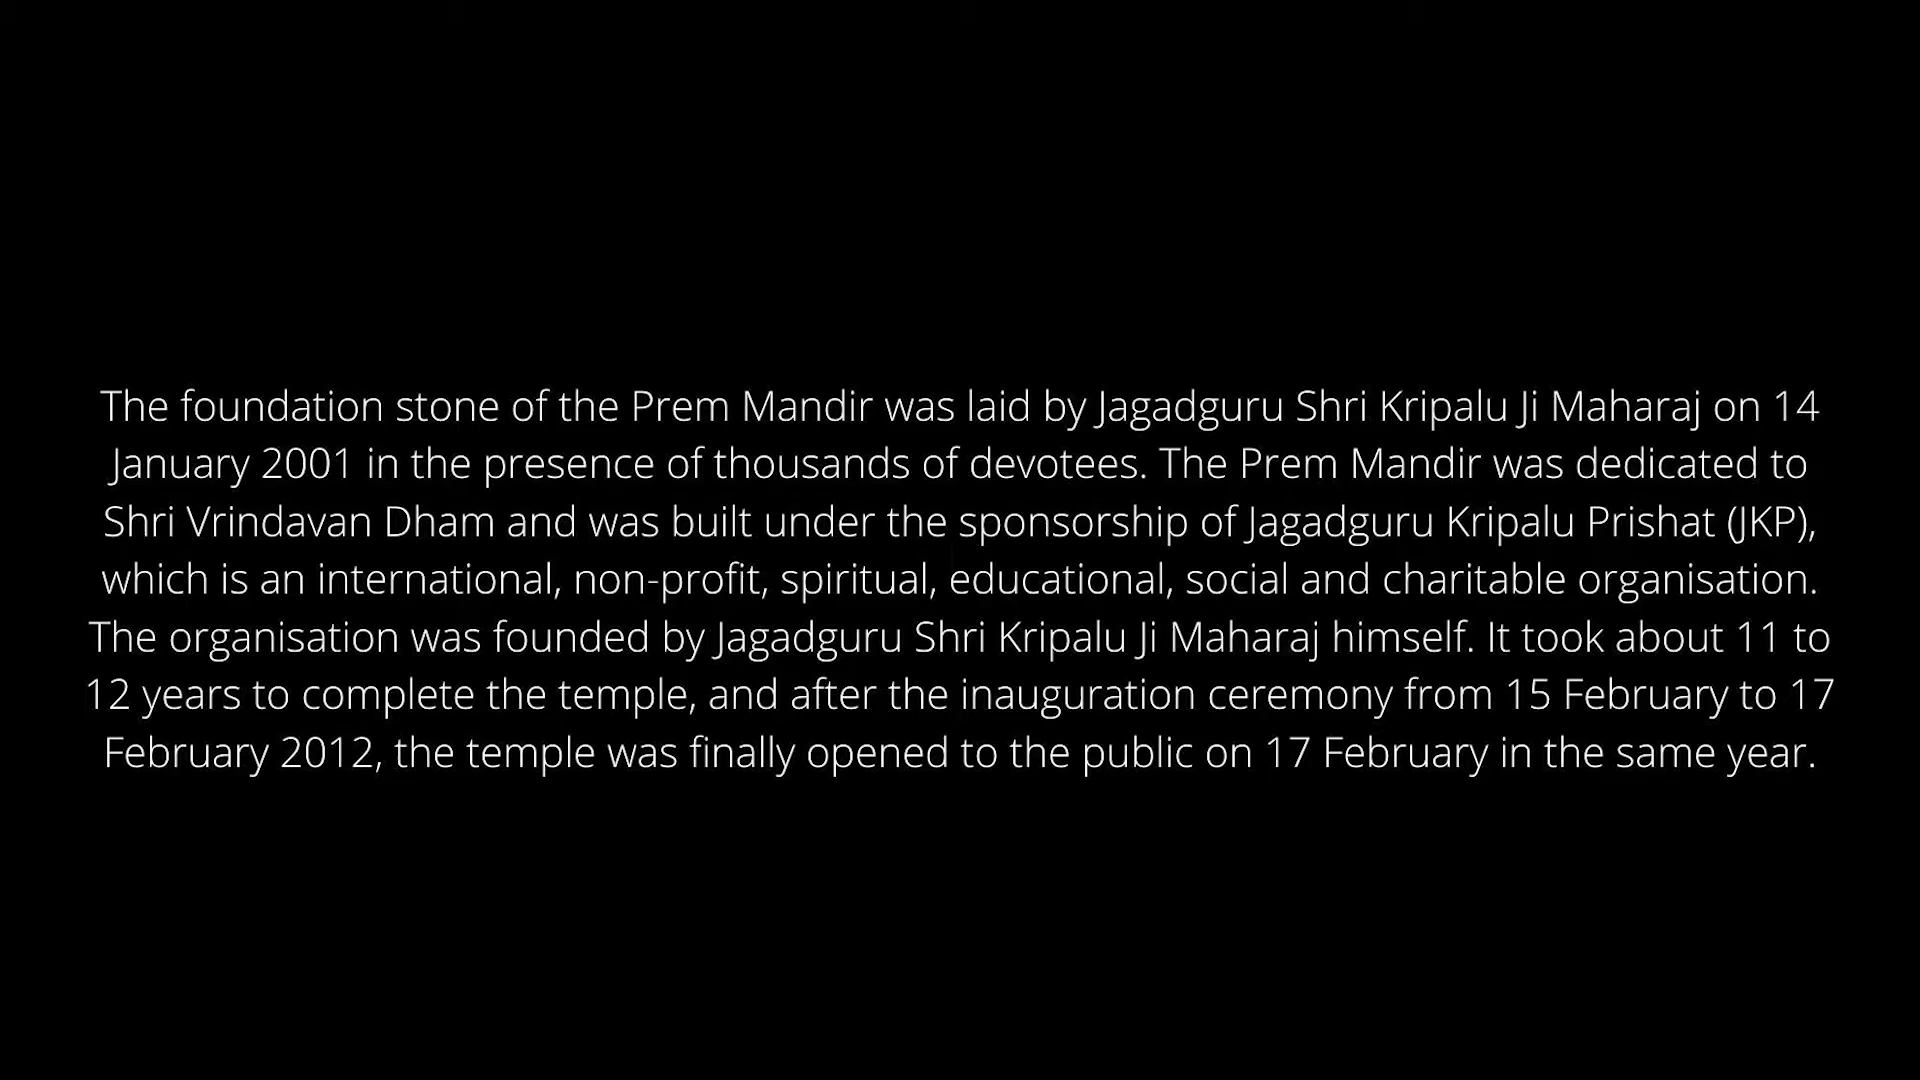 The foundation stone of the Prem Mandir was laid by Jagadguru Shri Kripalu Ji Maharaj on 14
January 2001 in the presence of thousands of devotees. The Prem Mandir was dedicated to
Shri Vrindavan Dham and was built under the sponsorship of Jagadguru Kripalu Prishat (JKP),
which is an international, non-profit, spiritual, educational, social and charitable organisation.
The organisation was founded by Jagadguru Shri Kripalu Ji Maharaj himself. It took about 11 to
12 years to complete the temple, and after the inauguration ceremony from 15 February to 17
February 2012, the temple was finally opened to the public on 17 February in the same year.